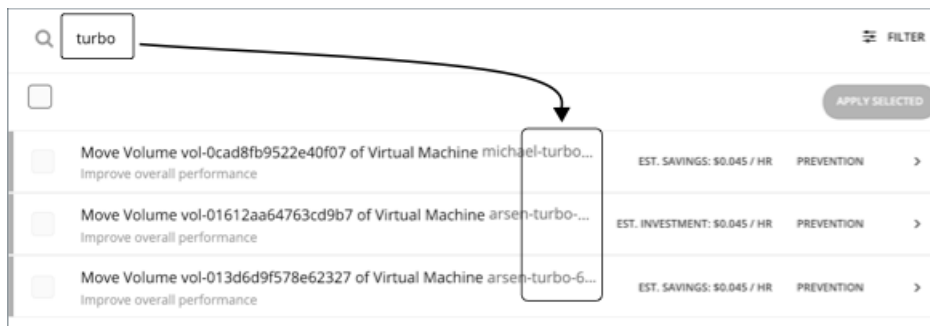 turbo
FILTER
APPLY SELECTED
Move Volume vol-0cad8fb9522e40f07 of Virtual Machine michael-turbo...
EST. SAVINGS: $0.045 / HR
PREVENTION
Improve overall performance
Move Volume vol-01612aa64763cd9b7 of Virtual Machine arsen-turbo-...
EST. INVESTMENT: $0.045 / HR
PREVENTION
Improve overall performance
Move Volume vol-013d6d9f578e62327 of Virtual Machine arsen-turbo-6...
EST. SAVINGS: $0.045 / HR
PREVENTION
Improve overall performance